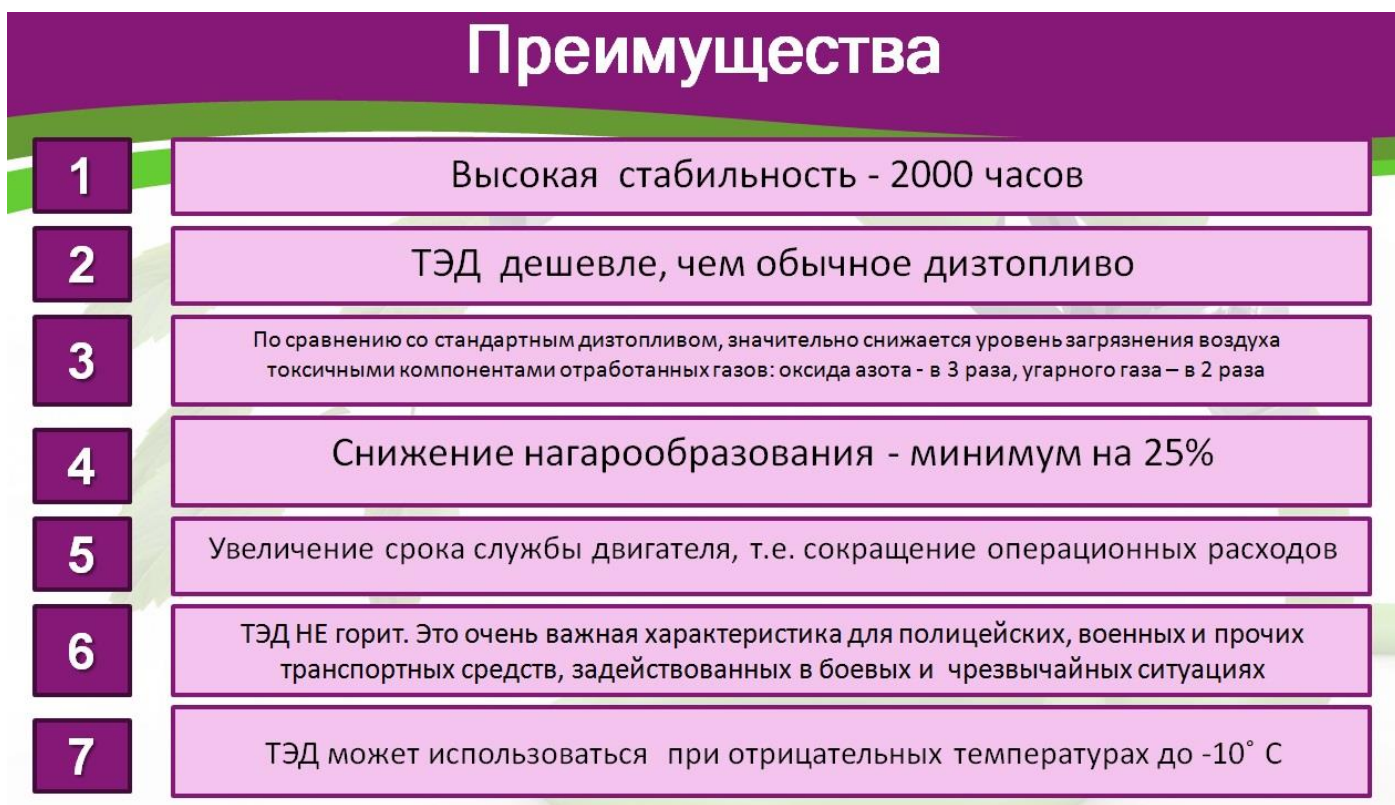 Преимущества
1
Высокая стабильность - 2000 часов
2
ТЭД дешевле, чем обычное дизтопливо
3
По сравнению со стандартным дизтопливом, значительно снижается уровень загрязнения воздуха
токсичными компонентами отработанных газов: оксида азота - в 3 раза, угарного газа – в 2 раза
4
Снижение нагарообразования - минимум на 25%
5
Увеличение срока службы двигателя, т.е. сокращение операционных расходов
6
ТЭД НЕ горит. Это очень важная характеристика для полицейских, военных и прочих
транспортных средств, задействованных в боевых и чрезвычайных ситуациях
7
ТЭД может использоваться при отрицательных температурах до -10˚ С